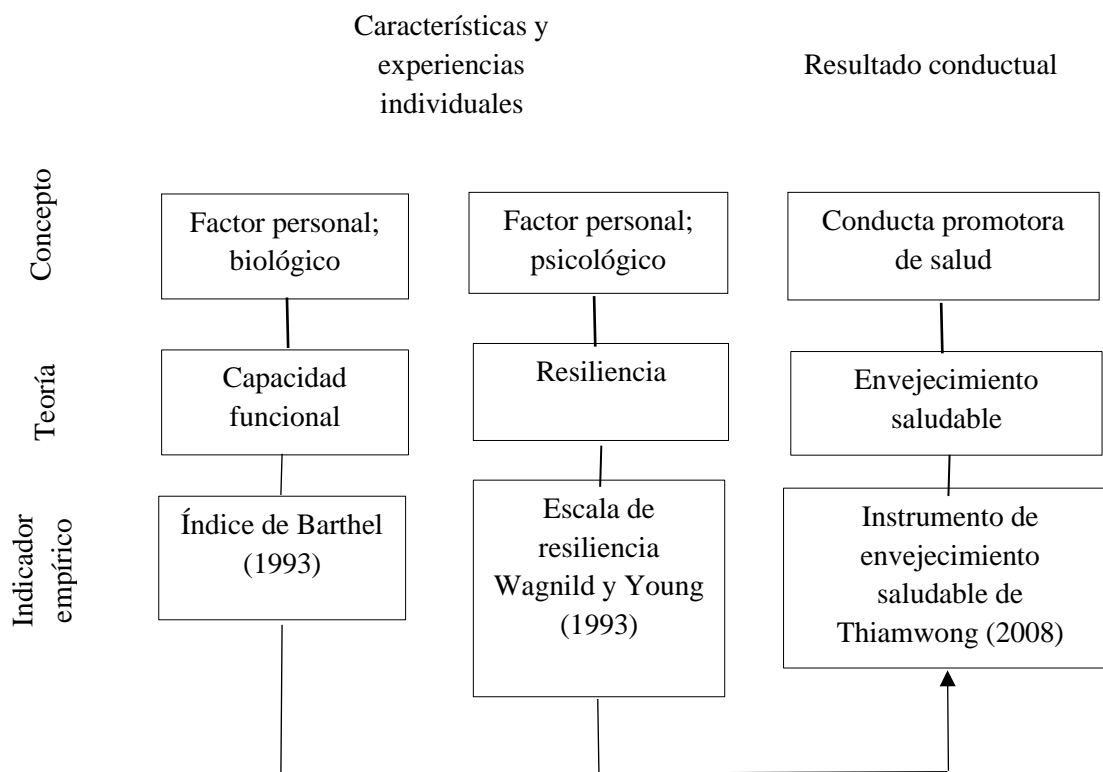 Características y
experiencias
individuales
Resultado conductual
Concepto
Factor personal;
biológico
Factor personal;
psicológico
Conducta promotora
de salud
Teoría
Capacidad
funcional
Resiliencia
Envejecimiento
saludable
Indicador
empírico
Índice de Barthel
(1993)
Escala de
resiliencia
Wagnild y Young
(1993)
Instrumento de
envejecimiento
saludable de
Thiamwong (2008)